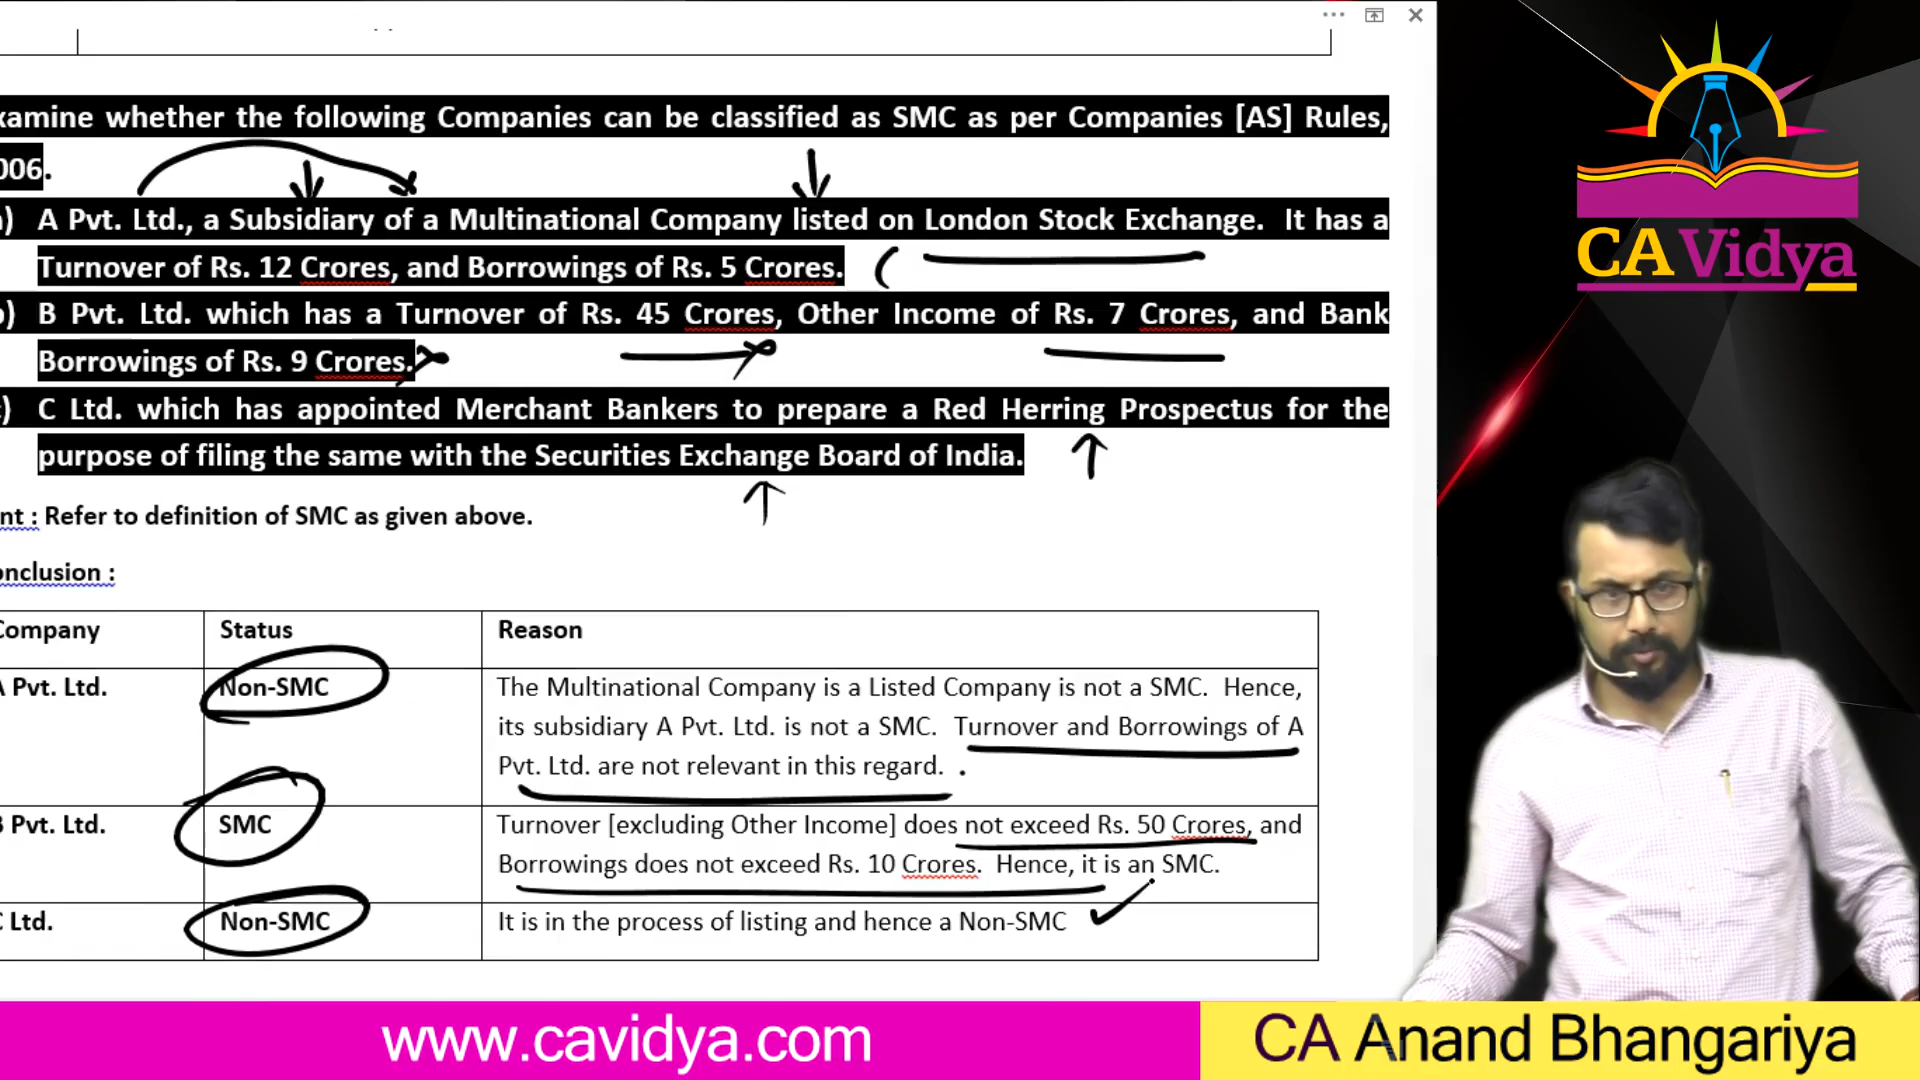 xamine whether the following Companies can be classified as SMC as per Companies [AS] Rules,
006.
) A Pvt. Ltd., a Subsidiary of a Multinational Company listed on London Stock Exchange. It has a
Turnover of Rs. 12 Crores, and Borrowings of Rs. 5 Crores.
) B Pvt. Ltd. which has a Turnover of Rs. 45 Crores, Other Income of Rs. 7 Crores, and Bank
Borrowings of Rs. 9 Crores.
) C Ltd. which has appointed Merchant Bankers to prepare a Red Herring Prospectus for the
purpose of filing the same with the Securities Exchange Board of India.
nt : Refer to definition of SMC as given above.
onclusion :
Company Status Reason
A Pvt. Ltd. Non-SMC The Multinational Company is a Listed Company is not a SMC. Hence,
its subsidiary A Pvt. Ltd. is not a SMC. Turnover and Borrowings of A
Pvt. Ltd. are not relevant in this regard.
B Pvt. Ltd. SMC Turnover [excluding Other Income] does not exceed Rs. 50 Crores, and
Borrowings does not exceed Rs. 10 Crores. Hence, it is an SMC.
C Ltd. Non-SMC It is in the process of listing and hence a Non-SMC
CA Vidya
www.cavidya.com
CA Anand Bhangariya